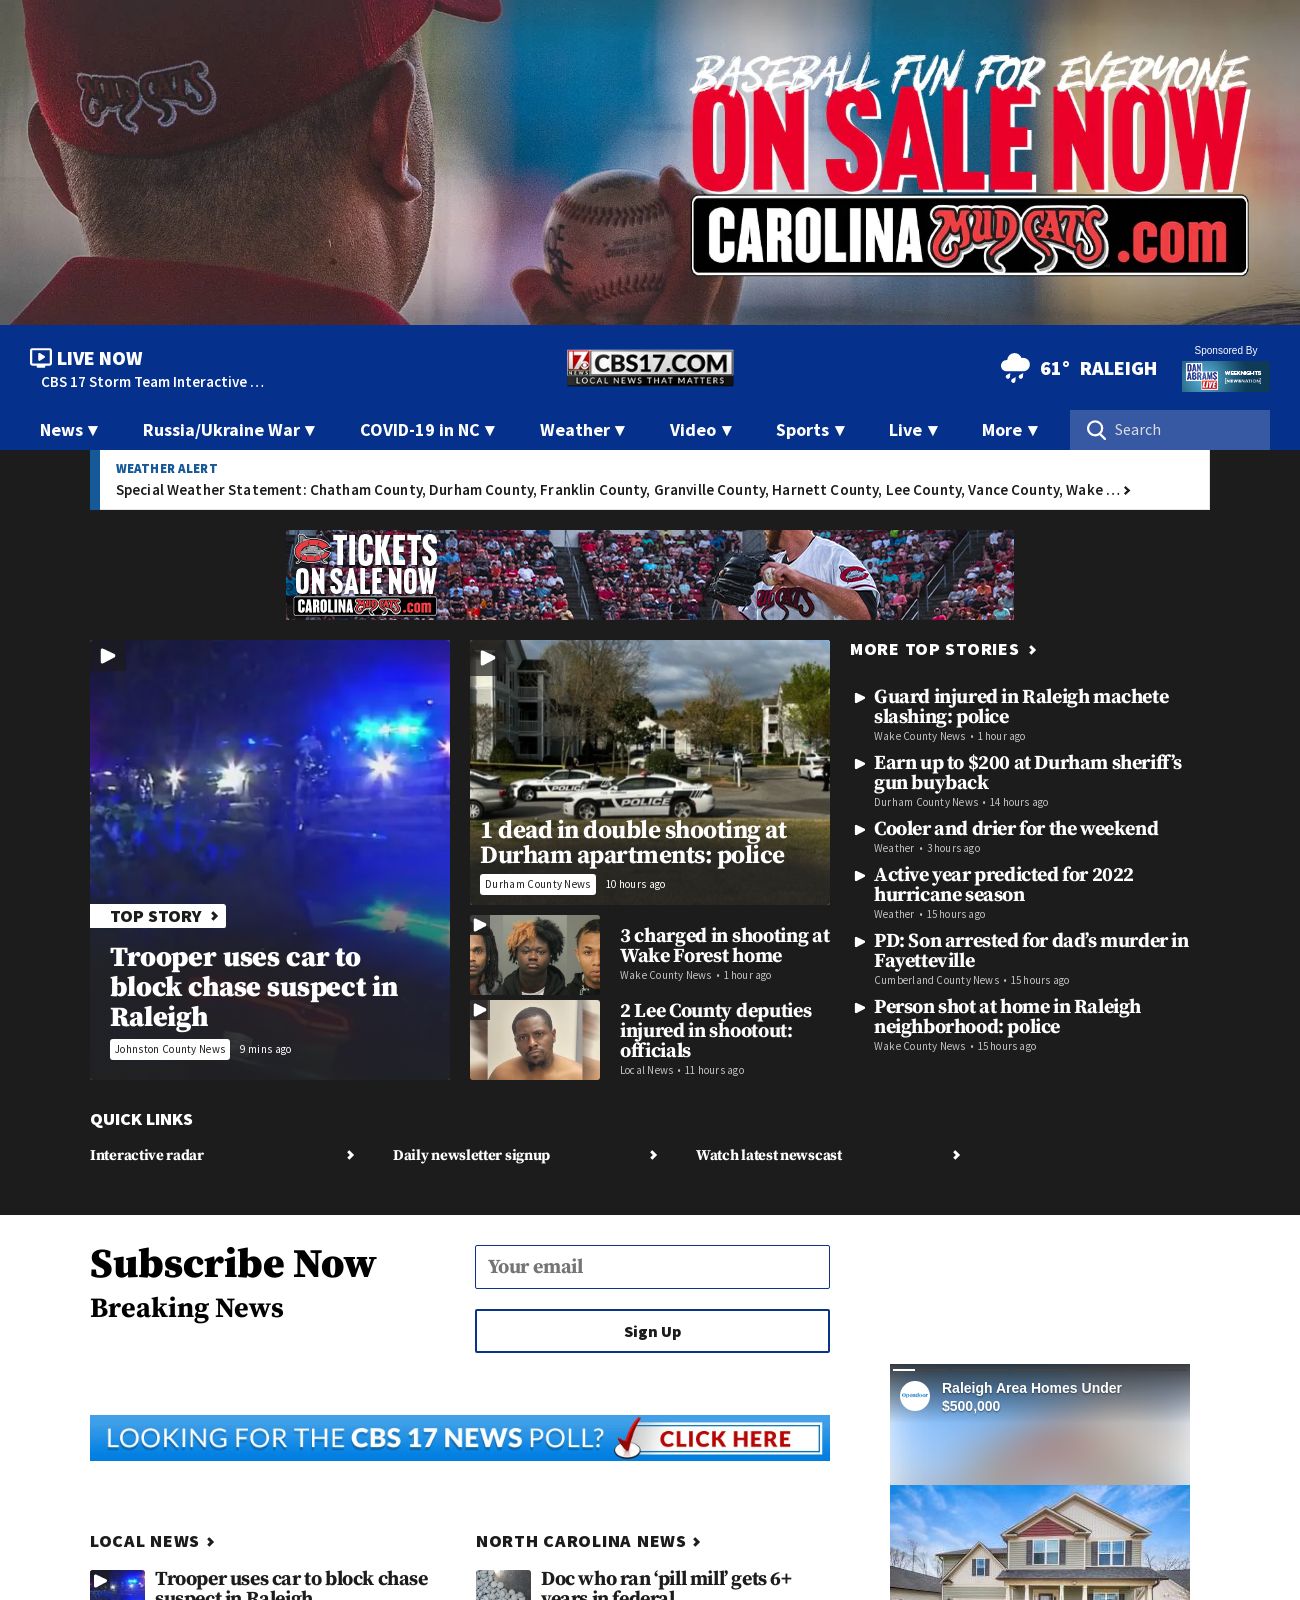 MUDCATS
BASEBALL FUN FOR EVERYONE
ON SALE NOW
CAROLINA MUDCATS .com
LIVE NOW
CBS 17 Storm Team Interactive …
7 NEWS CBS17.COM
LOCAL NEWS THAT MATTERS
61° RALEIGH
Sponsored By
DAN ABRAMS LIVE WEEKNIGHTS
News ▼ Russia/Ukraine War ▼ COVID-19 in NC ▼ Weather ▼ Video ▼ Sports ▼ Live ▼ More ▼ Search
WEATHER ALERT
Special Weather Statement: Chatham County, Durham County, Franklin County, Granville County, Harnett County, Lee County, Vance County, Wake …
TICKETS
ON SALE NOW
CAROLINA MUDCATS .com
TOP STORY
Trooper uses car to
block chase suspect in
Raleigh
Johnston County News 9 mins ago
POLICE
POLICE
1 dead in double shooting at
Durham apartments: police
Durham County News 10 hours ago
3 charged in shooting at
Wake Forest home
Wake County News • 1 hour ago
2 Lee County deputies
injured in shootout:
officials
Local News • 11 hours ago
MORE TOP STORIES
Guard injured in Raleigh machete
slashing: police
Wake County News • 1 hour ago
Earn up to $200 at Durham sheriff’s
gun buyback
Durham County News • 14 hours ago
Cooler and drier for the weekend
Weather • 3 hours ago
Active year predicted for 2022
hurricane season
Weather • 15 hours ago
PD: Son arrested for dad’s murder in
Fayetteville
Cumberland County News • 15 hours ago
Person shot at home in Raleigh
neighborhood: police
Wake County News • 15 hours ago
QUICK LINKS
Interactive radar
Daily newsletter signup
Watch latest newscast
Subscribe Now
Breaking News
Your email
Sign Up
LOOKING FOR THE CBS 17 NEWS POLL? CLICK HERE
Opendoor
Raleigh Area Homes Under
$500,000
LOCAL NEWS
Trooper uses car to block chase
suspect in Raleigh
NORTH CAROLINA NEWS
Doc who ran ‘pill mill’ gets 6+
years in federal